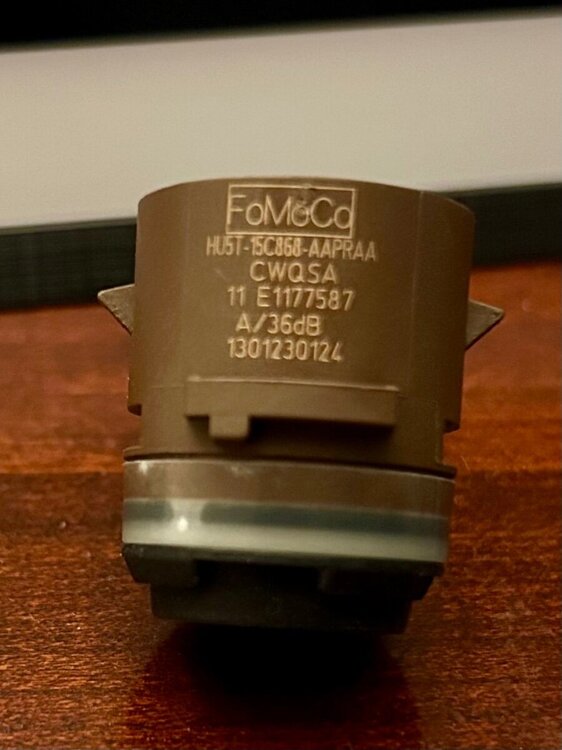 FoMoCo
HU5T-15C868-AAPRAA
CWQSA
11 E1177587
A/36dB
1301230124